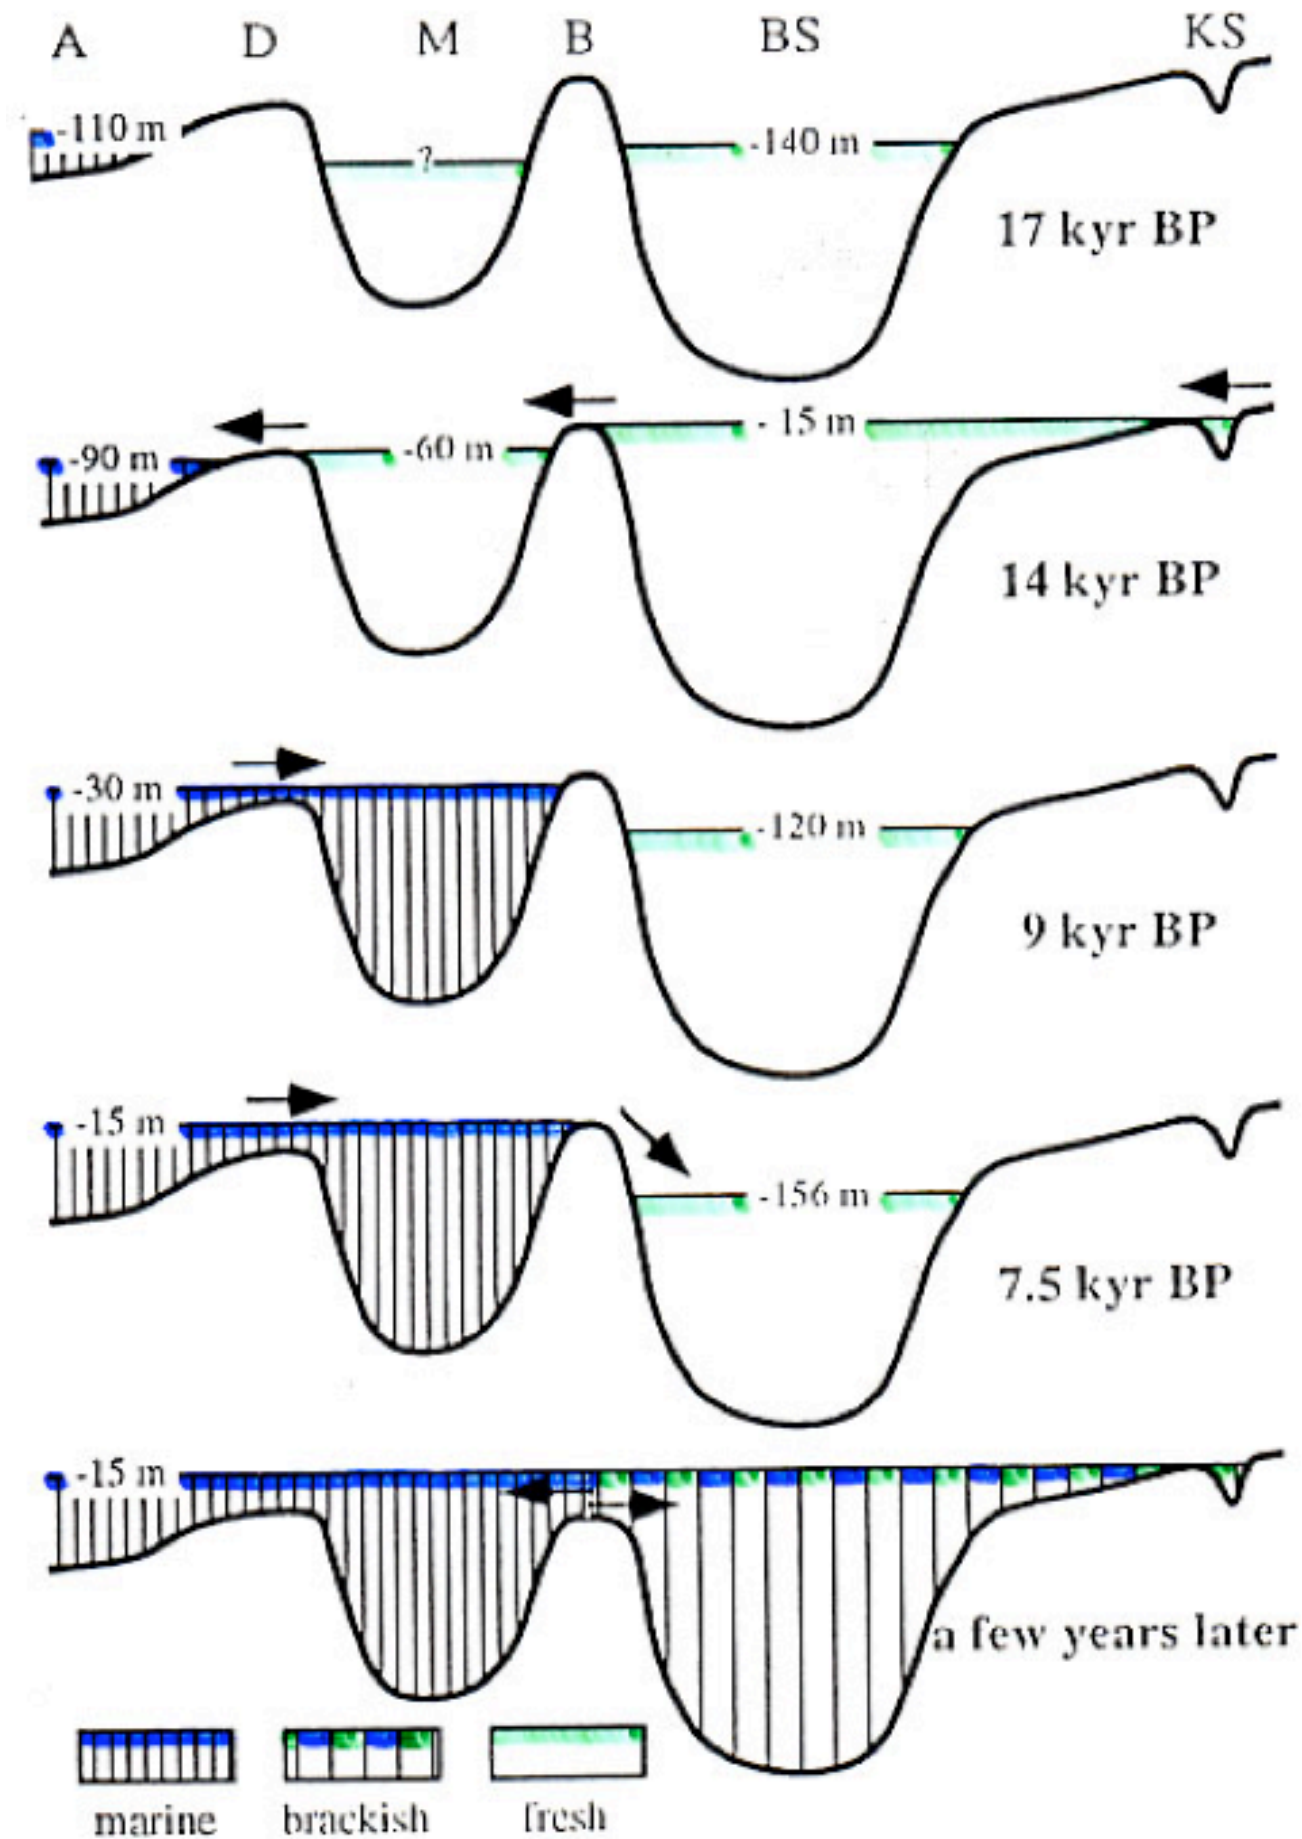 A D M B BS KS
-110 m ? -140 m
17 kyr BP
-90 m -60 m - 15 m
14 kyr BP
-30 m -120 m
9 kyr BP
-15 m -156 m
7.5 kyr BP
-15 m
a few years later
marine brackish fresh